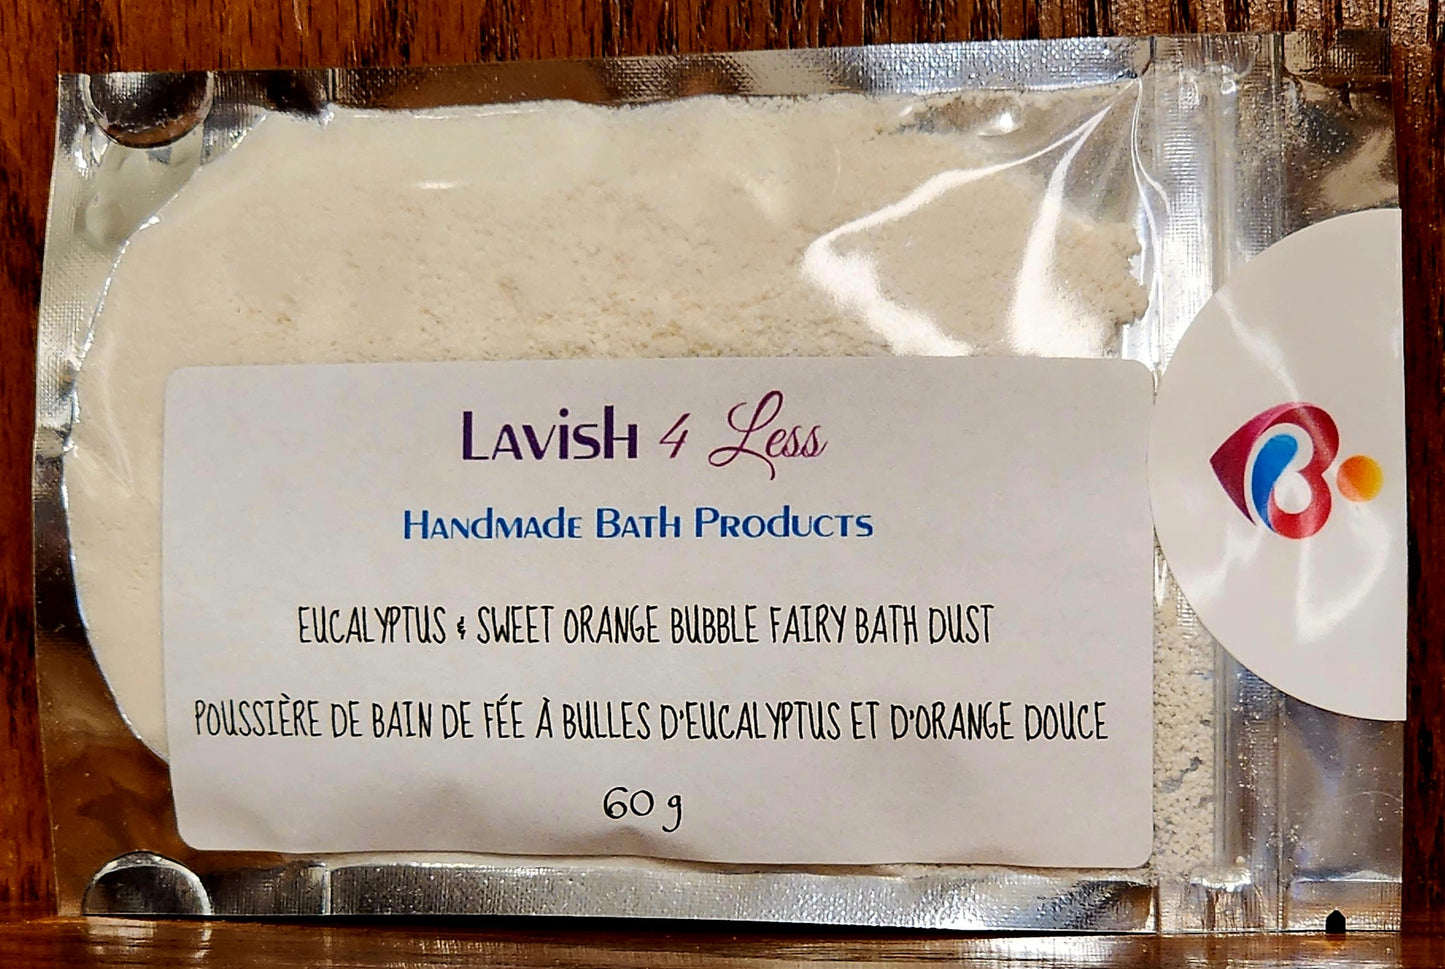 Lavish 4 Less
Handmade Bath Products
EUCALYPTUS & SWEET ORANGE BUBBLE FAIRY BATH DUST
POUSSIÈRE DE BAIN DE FÉE À BULLES D'EUCALYPTUS ET D'ORANGE DOUCE
60 g